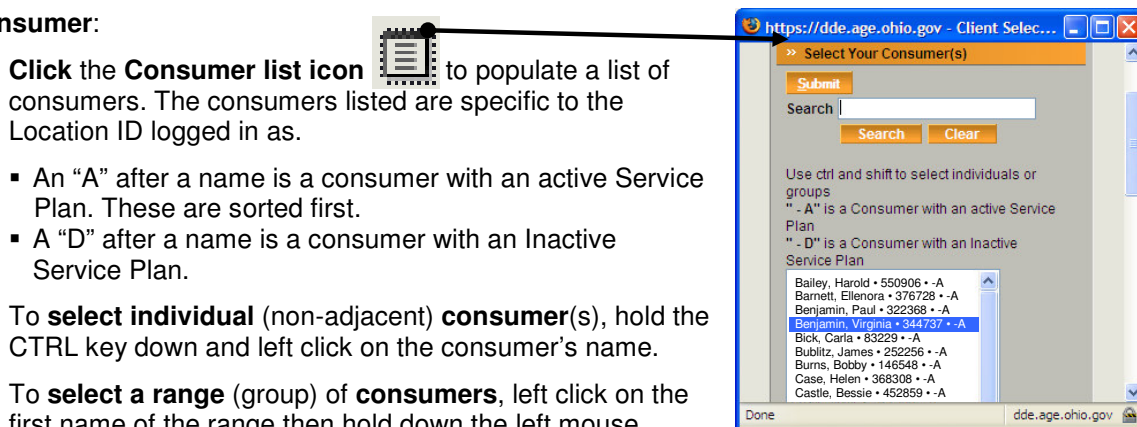 nsumer:
Click the Consumer list icon to populate a list of
consumers. The consumers listed are specific to the
Location ID logged in as.
▪ An “A” after a name is a consumer with an active Service
Plan. These are sorted first.
▪ A “D” after a name is a consumer with an Inactive
Service Plan.
To select individual (non-adjacent) consumer(s), hold the
CTRL key down and left click on the consumer’s name.
To select a range (group) of consumers, left click on the
first name of the range then hold down the left mouse
https://dde.age.ohio.gov - Client Selec...
» Select Your Consumer(s)
Submit
Search
Search Clear
Use ctrl and shift to select individuals or
groups
" - A" is a Consumer with an active Service
Plan
" - D" is a Consumer with an Inactive
Service Plan
Bailey, Harold • 550906 • -A
Barnett, Ellenora • 376728 • -A
Benjamin, Paul • 322368 • -A
Benjamin, Virginia • 344737 • -A
Bick, Carla • 83229 • -A
Bublitz, James • 252256 • -A
Burns, Bobby • 146548 • -A
Case, Helen • 368308 • -A
Castle, Bessie • 452859 • -A
Done dde.age.ohio.gov